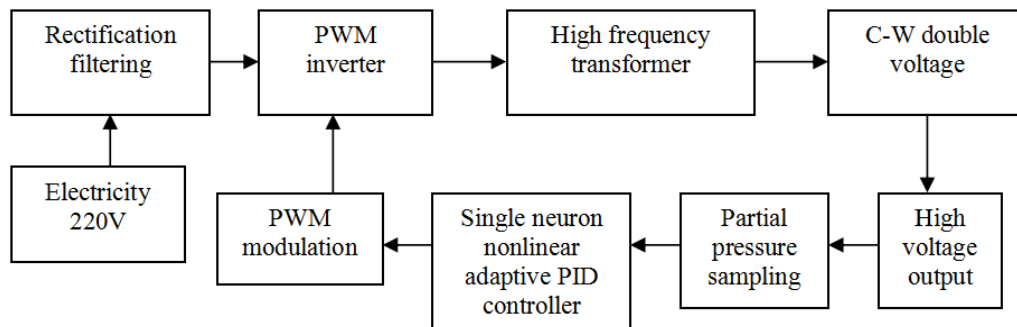 Rectification
filtering
PWM
inverter
High frequency
transformer
C-W double
voltage
Electricity
220V
PWM
modulation
Single neuron
nonlinear
adaptive PID
controller
Partial
pressure
sampling
High
voltage
output